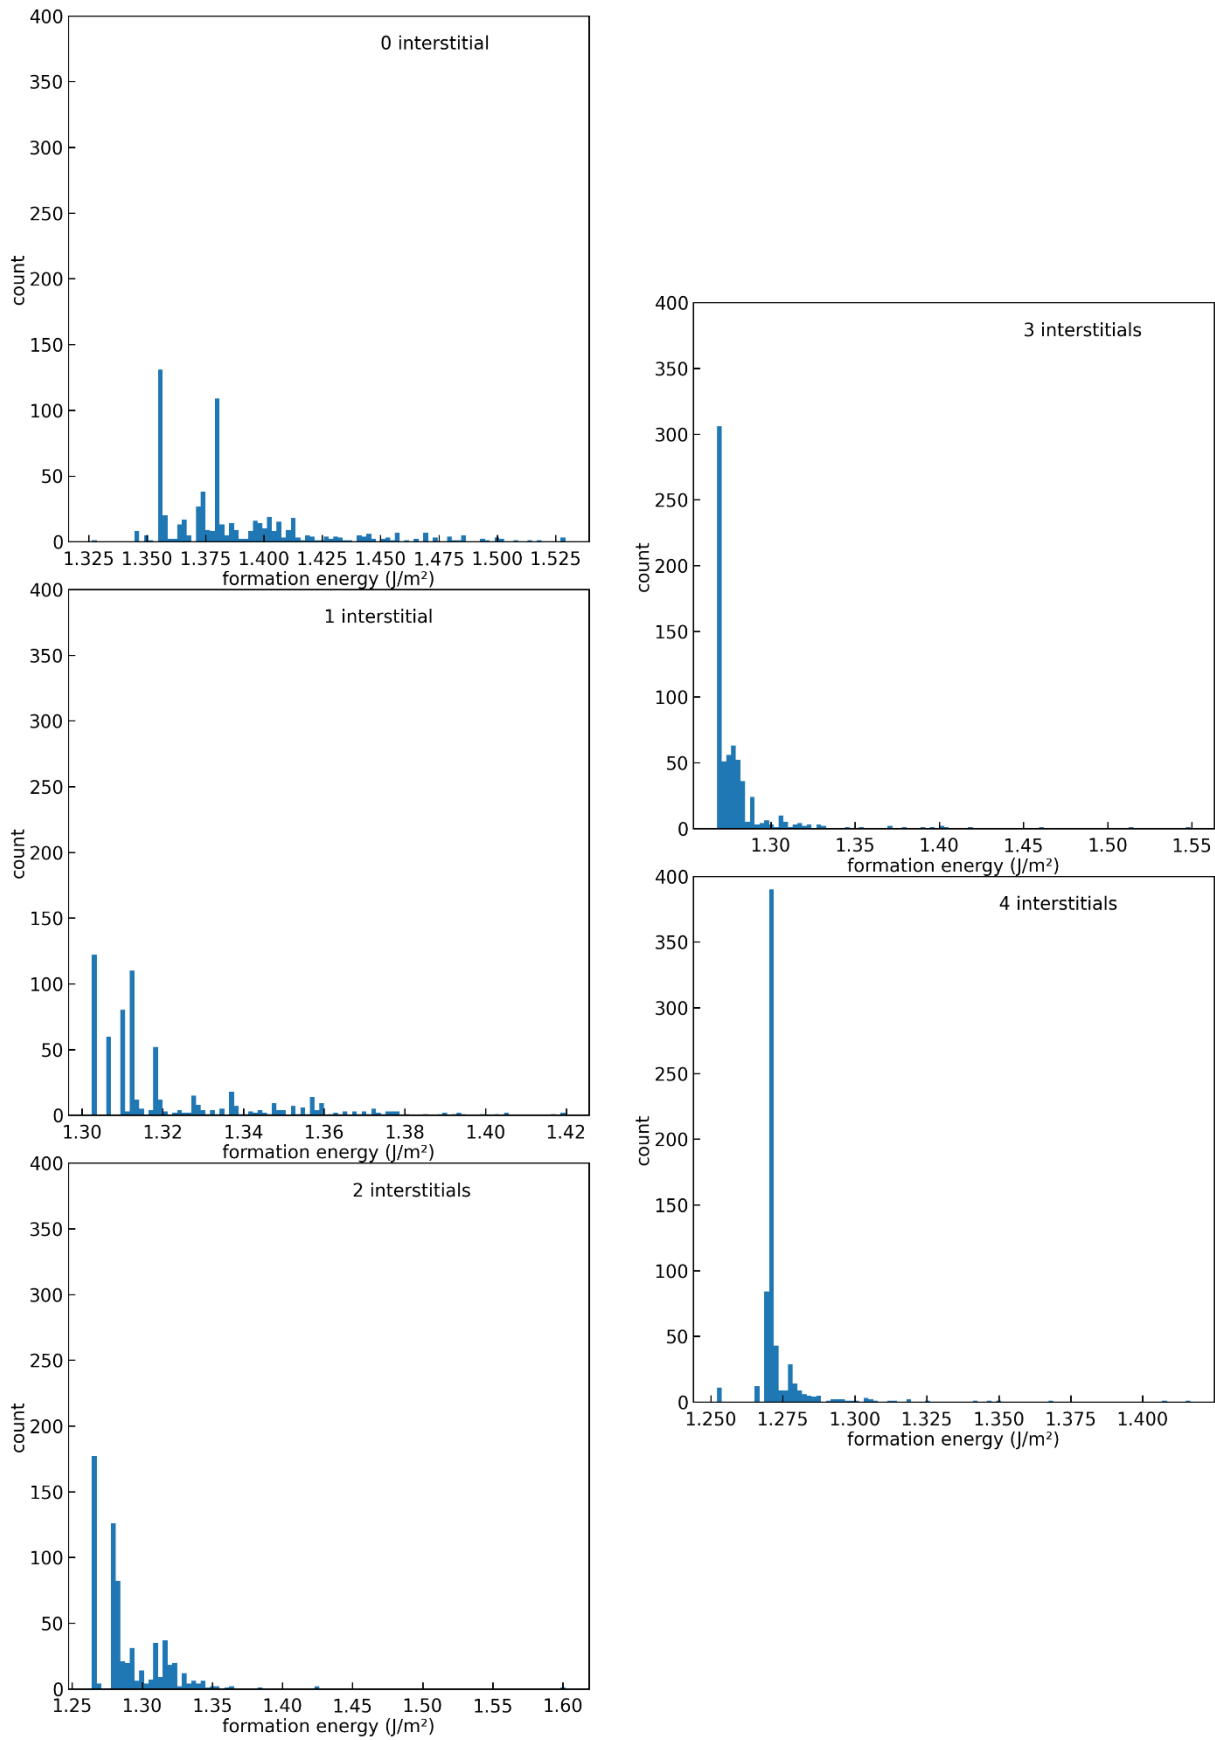 400
350
300
250
200
150
100
50
0
count
0 interstitial
1.325 1.350 1.375 1.400 1.425 1.450 1.475 1.500 1.525
formation energy (J/m²)
400
350
300
250
200
150
100
50
0
count
1 interstitial
1.30 1.32 1.34 1.36 1.38 1.40 1.42
formation energy (J/m²)
400
350
300
250
200
150
100
50
0
count
2 interstitials
1.25 1.30 1.35 1.40 1.45 1.50 1.55 1.60
formation energy (J/m²)
400
350
300
250
200
150
100
50
0
count
3 interstitials
1.30 1.35 1.40 1.45 1.50 1.55
formation energy (J/m²)
400
350
300
250
200
150
100
50
0
count
4 interstitials
1.250 1.275 1.300 1.325 1.350 1.375 1.400
formation energy (J/m²)